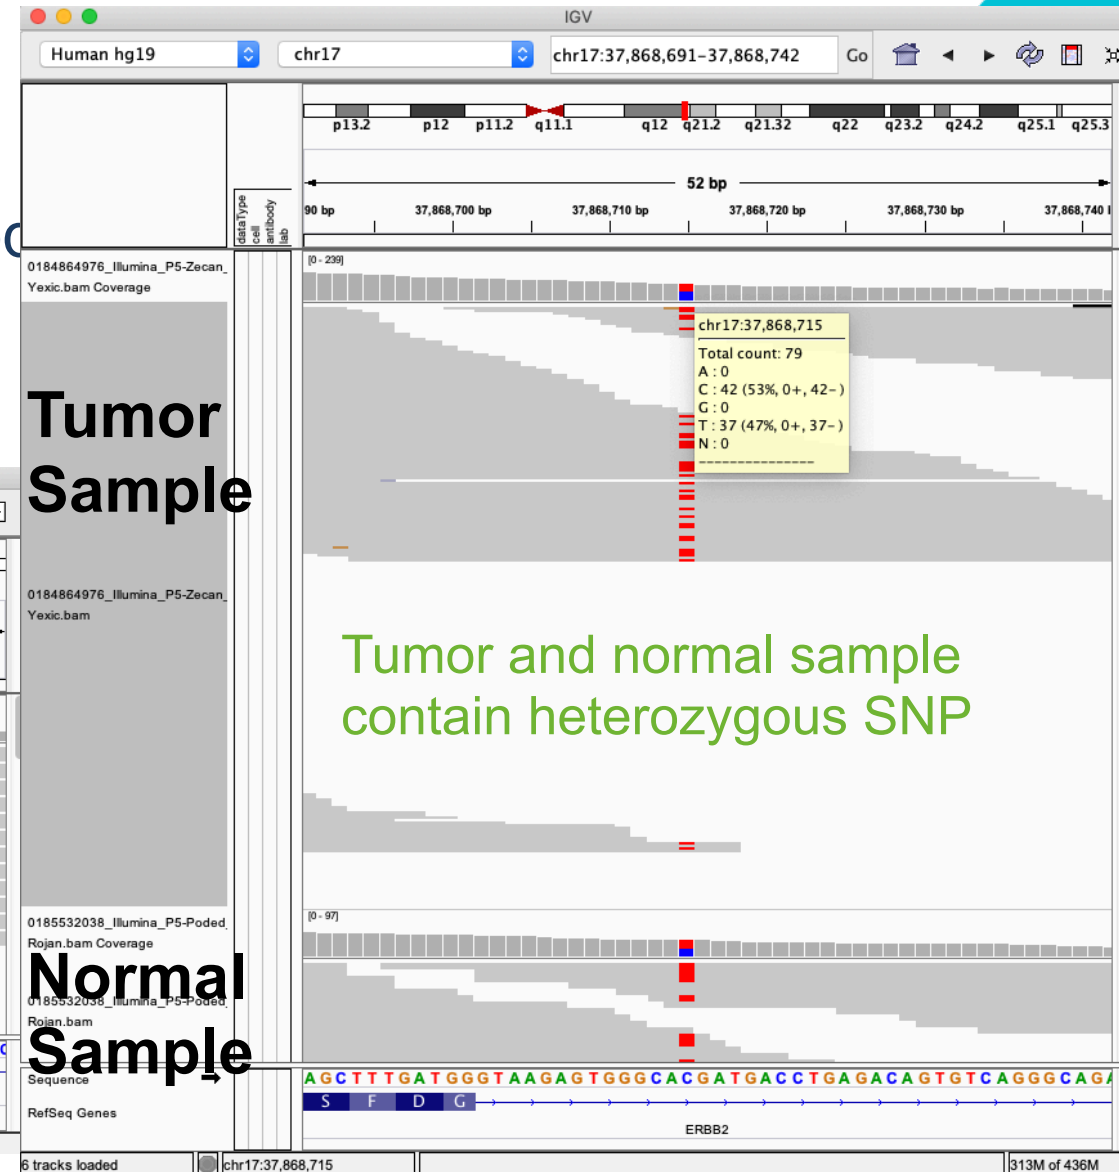 IGV
Human hg19 chr17 chr17:37,868,691-37,868,742 Go
p13.2 p12 p11.2 q11.1 q12 q21.2 q21.32 q22 q23.2 q24.2 q25.1 q25.3
52 bp
dataType
cell
antibody
lab
90 bp 37,868,700 bp 37,868,710 bp 37,868,720 bp 37,868,730 bp 37,868,740
0184864976_Illumina_P5-Zecan_
Yexic.bam Coverage
[0 - 239]
chr17:37,868,715
Total count: 79
A : 0
C : 42 (53%, 0+, 42-)
G : 0
T : 37 (47%, 0+, 37-)
N : 0
---------------
Tumor
Sample
0184864976_Illumina_P5-Zecan_
Yexic.bam
Tumor and normal sample
contain heterozygous SNP
0185532038_Illumina_P5-Poded_
Rojan.bam Coverage
[0 - 97]
Normal
0185532038_Illumina_P5-Poded_
Rojan.bam
Sample
Sequence
AGCTTTGATGGGTAAGAGTGGGCACGATGACCTGAGACAGTGTCAGGGCAGA
RefSeq Genes
S F D G
ERBB2
6 tracks loaded chr17:37,868,715 313M of 436M